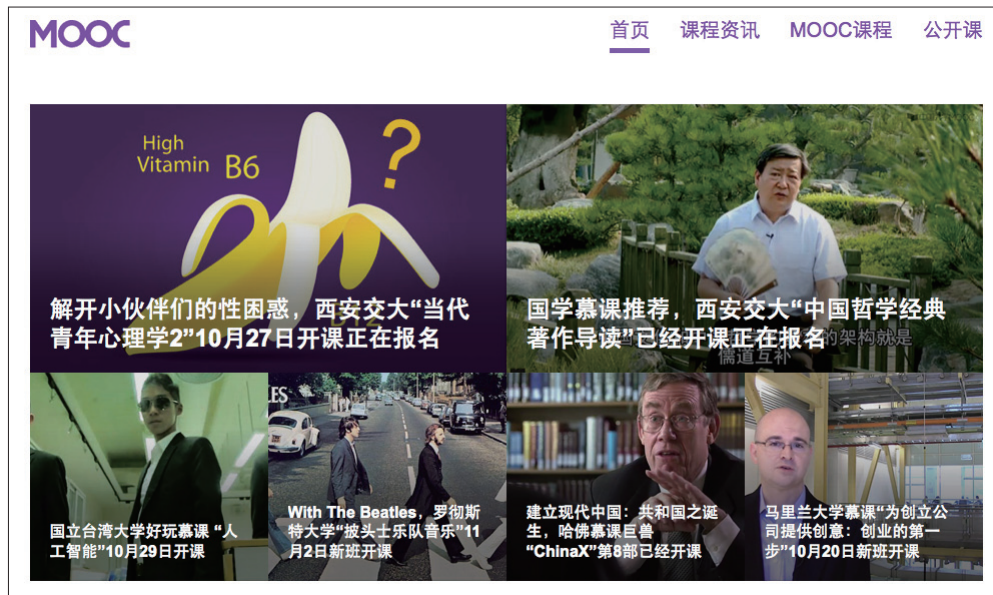 MOOC
首页 课程资讯 MOOC课程 公开课
High
Vitamin B6
?
解开小伙伴们的性困惑，西安交大“当代
青年心理学2”10月27日开课正在报名
国学慕课推荐，西安交大“中国哲学经典
著作导读”已经开课正在报名
的架构就是
儒道互补
国立台湾大学好玩慕课 “人
工智能”10月29日开课
LES
With The Beatles，罗彻斯
特大学“披头士乐队音乐”11
月2日新班开课
建立现代中国：共和国之诞
生，哈佛慕课巨兽
“ChinaX”第8部已经开课
马里兰大学慕课“为创立公
司提供创意：创业的第一
步”10月20日新班开课